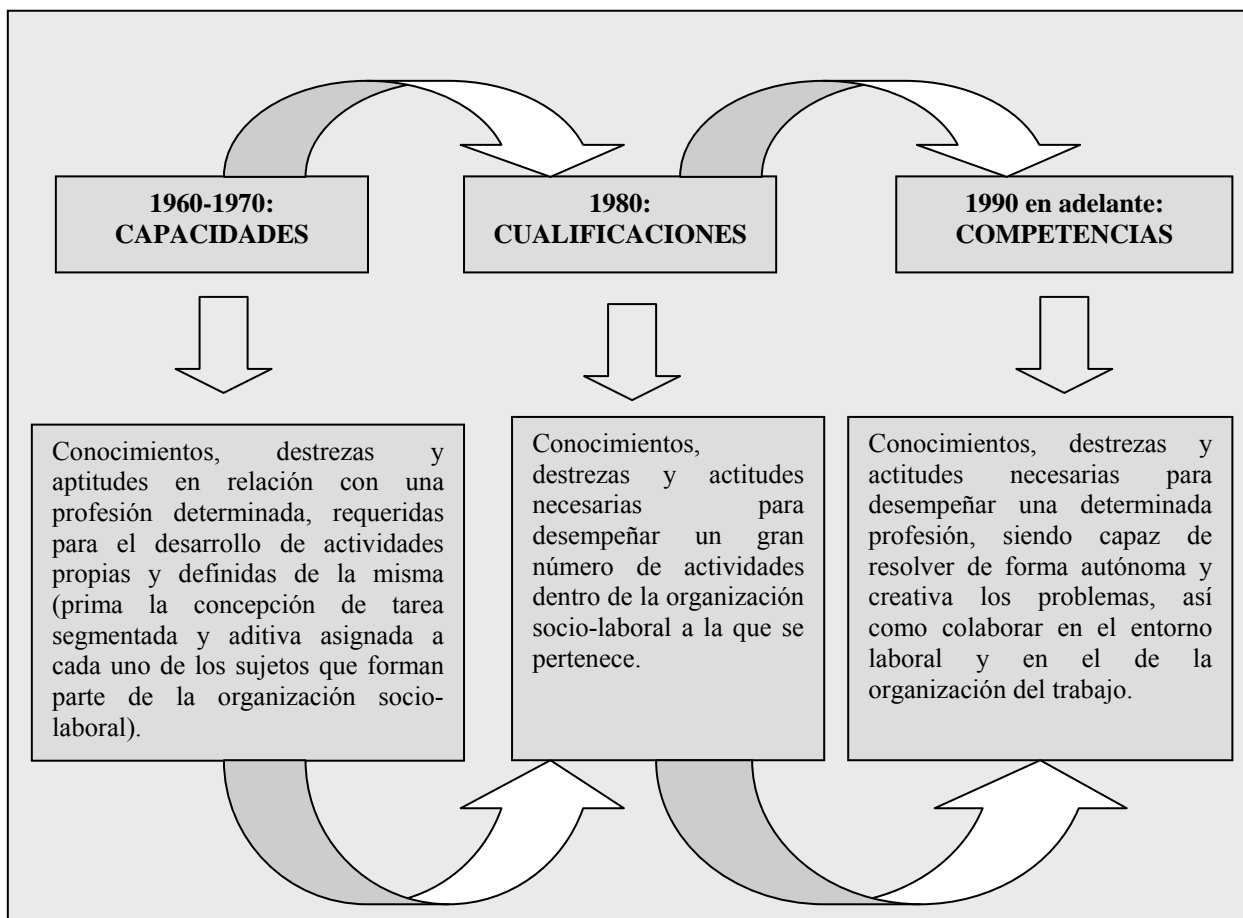 1960-1970:
CAPACIDADES
1980:
CUALIFICACIONES
1990 en adelante:
COMPETENCIAS
Conocimientos, destrezas y
aptitudes en relación con una
profesión determinada, requeridas
para el desarrollo de actividades
propias y definidas de la misma
(prima la concepción de tarea
segmentada y aditiva asignada a
cada uno de los sujetos que forman
parte de la organización socio-
laboral).
Conocimientos,
destrezas y actitudes
necesarias para
desempeñar un gran
número de actividades
dentro de la organización
socio-laboral a la que se
pertenece.
Conocimientos, destrezas y
actitudes necesarias para
desempeñar una determinada
profesión, siendo capaz de
resolver de forma autónoma y
creativa los problemas, así
como colaborar en el entorno
laboral y en el de la
organización del trabajo.